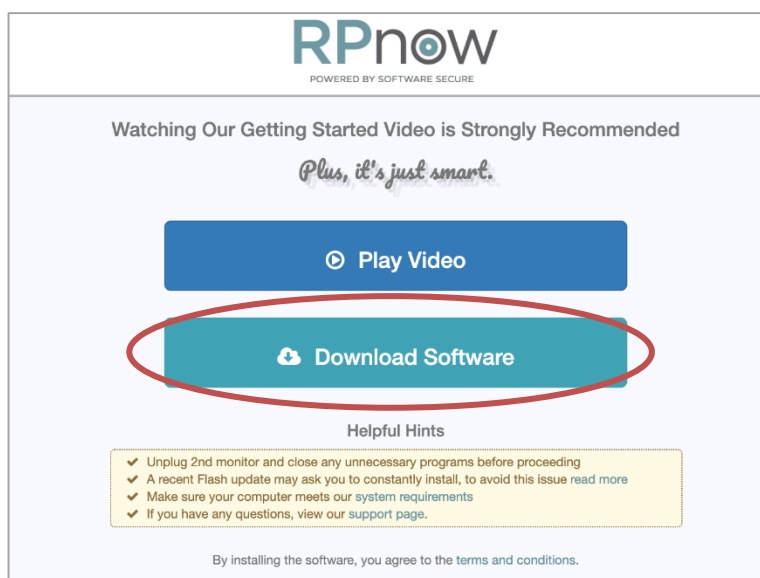 RPnow
POWERED BY SOFTWARE SECURE
Watching Our Getting Started Video is Strongly Recommended
Plus, it's just smart.
Play Video
Download Software
Helpful Hints
Unplug 2nd monitor and close any unnecessary programs before proceeding
A recent Flash update may ask you to constantly install, to avoid this issue read more
Make sure your computer meets our system requirements
If you have any questions, view our support page.
By installing the software, you agree to the terms and conditions.